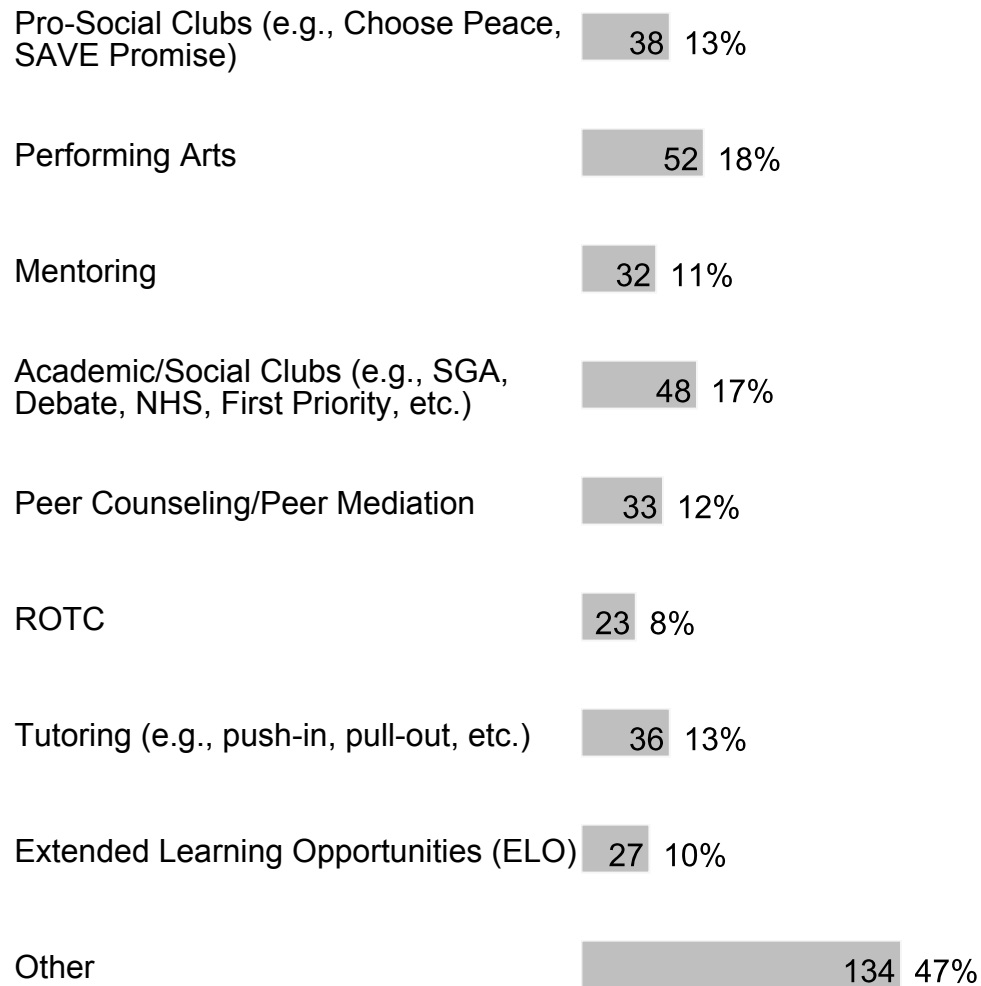 Pro-Social Clubs (e.g., Choose Peace,
SAVE Promise)
38 13%
Performing Arts
52 18%
Mentoring
32 11%
Academic/Social Clubs (e.g., SGA,
Debate, NHS, First Priority, etc.)
48 17%
Peer Counseling/Peer Mediation
33 12%
ROTC
23 8%
Tutoring (e.g., push-in, pull-out, etc.)
36 13%
Extended Learning Opportunities (ELO)
27 10%
Other
134 47%